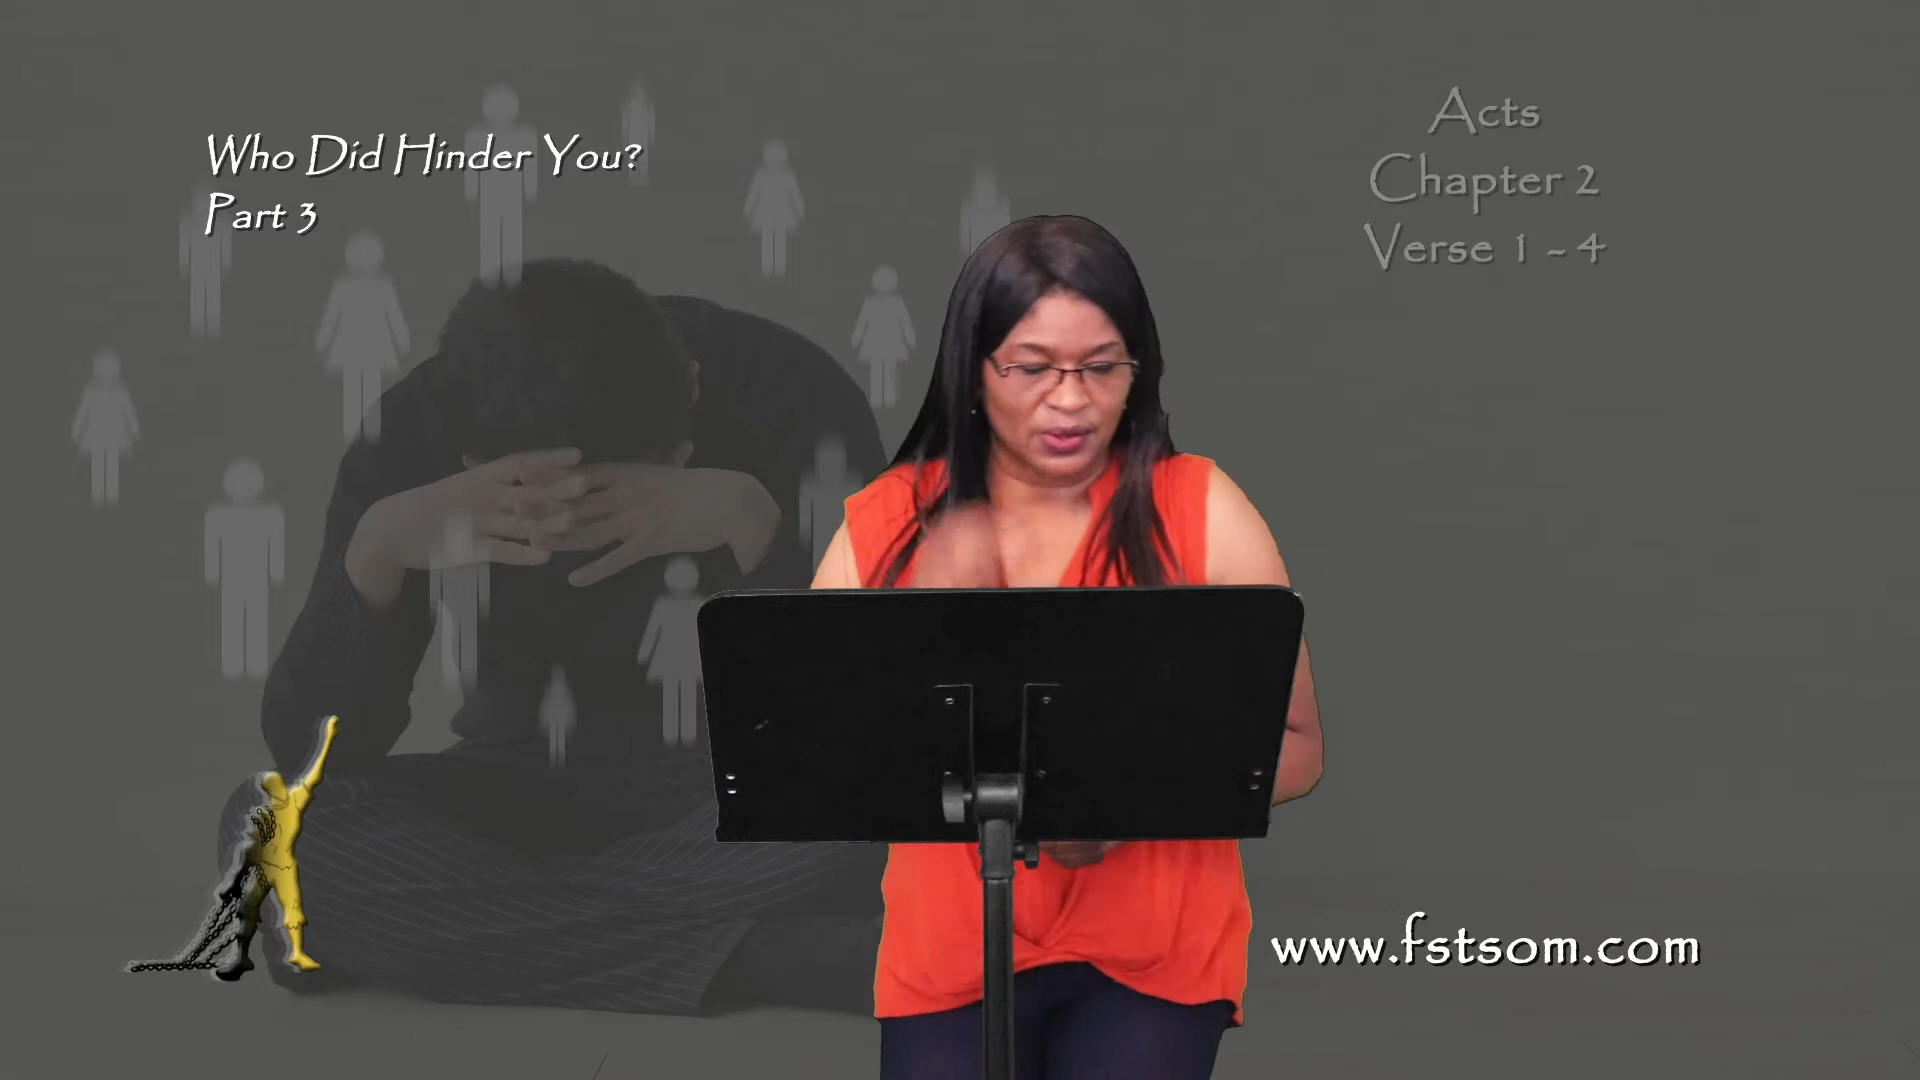 Who Did Hinder You?
Part 3
Acts
Chapter 2
Verse 1 - 4
www.fstsom.com